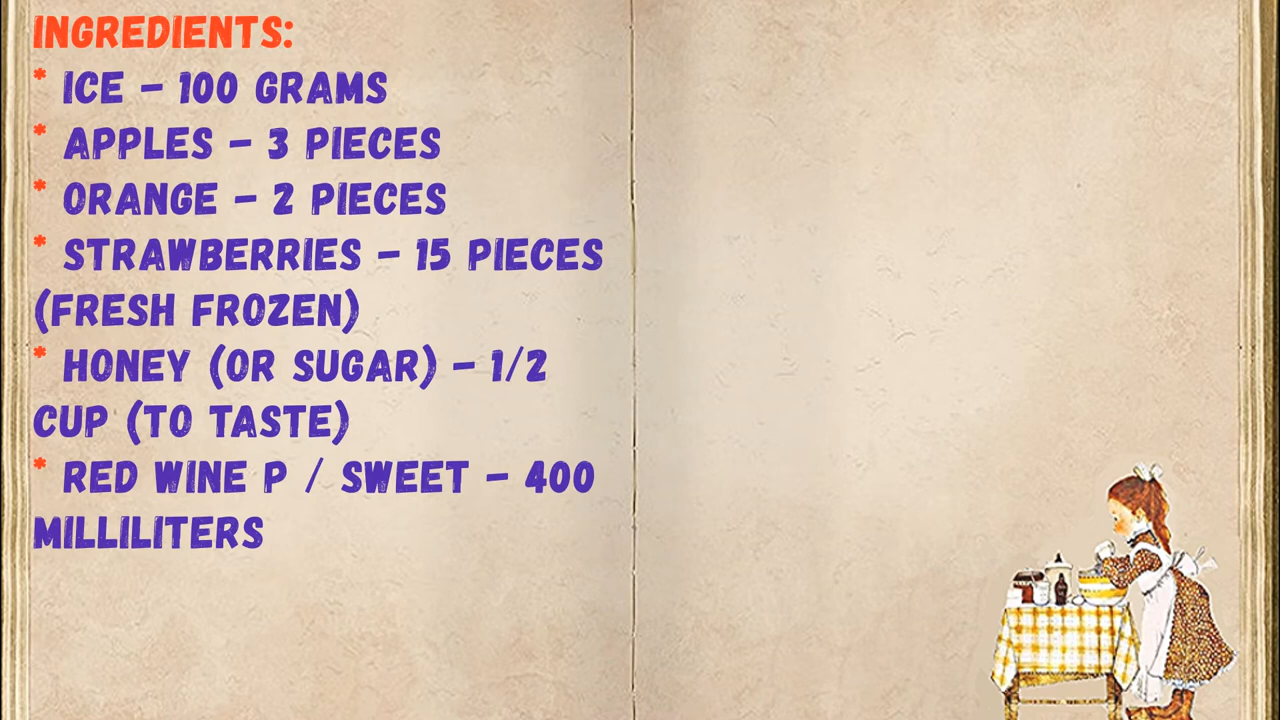 INGREDIENTS:
* ICE – 100 GRAMS
* APPLES – 3 PIECES
* ORANGE – 2 PIECES
* STRAWBERRIES – 15 PIECES
(FRESH FROZEN)
* HONEY (OR SUGAR) – 1/2
CUP (TO TASTE)
* RED WINE P / SWEET – 400
MILLILITERS